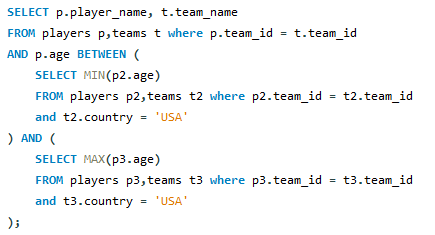 SELECT p.player_name, t.team_name
FROM players p,teams t where p.team_id = t.team_id
AND p.age BETWEEN (
    SELECT MIN(p2.age)
    FROM players p2,teams t2 where p2.team_id = t2.team_id
    and t2.country = 'USA'
) AND (
    SELECT MAX(p3.age)
    FROM players p3,teams t3 where p3.team_id = t3.team_id
    and t3.country = 'USA'
);